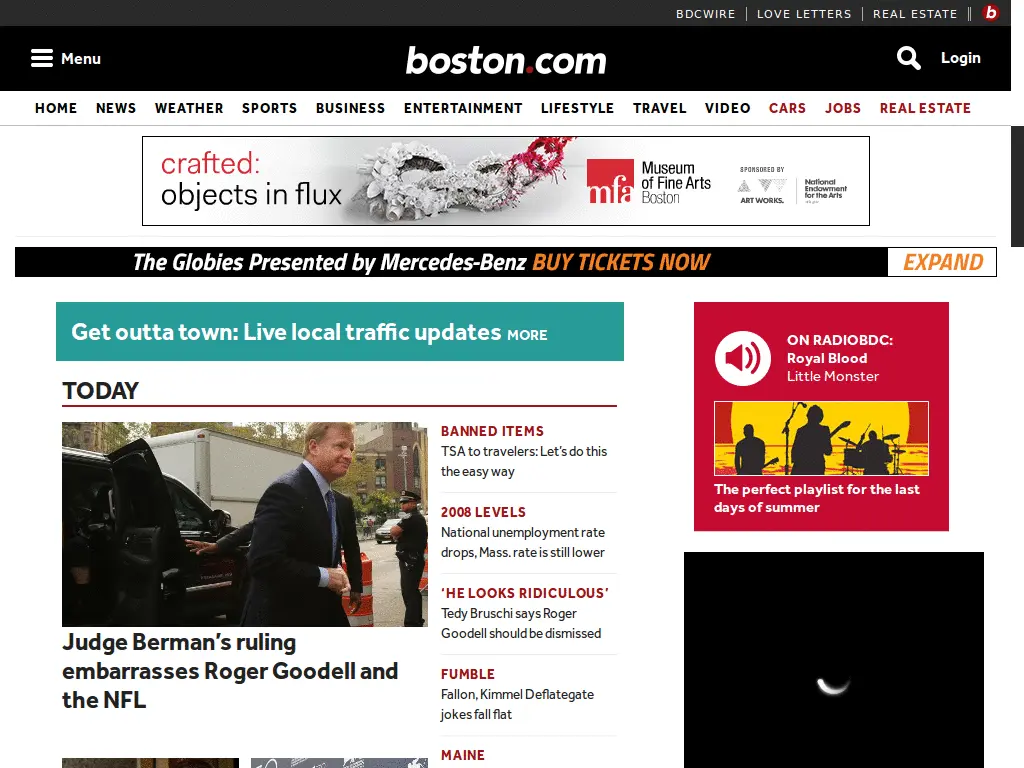 BDCWIRE | LOVE LETTERS | REAL ESTATE || b
Menu
boston.com
Login
HOME NEWS WEATHER SPORTS BUSINESS ENTERTAINMENT LIFESTYLE TRAVEL VIDEO CARS JOBS REAL ESTATE
crafted:
objects in flux
mfa
Museum
of Fine Arts
Boston
SPONSORED BY
ART WORKS.
National
Endowment
for the Arts
The Globies Presented by Mercedes-Benz BUY TICKETS NOW
EXPAND
Get outta town: Live local traffic updates MORE
TODAY
Judge Berman’s ruling
embarrasses Roger Goodell and
the NFL
BANNED ITEMS
TSA to travelers: Let’s do this
the easy way
2008 LEVELS
National unemployment rate
drops, Mass. rate is still lower
‘HE LOOKS RIDICULOUS’
Tedy Bruschi says Roger
Goodell should be dismissed
FUMBLE
Fallon, Kimmel Deflategate
jokes fall flat
MAINE
ON RADIOBDC:
Royal Blood
Little Monster
The perfect playlist for the last
days of summer